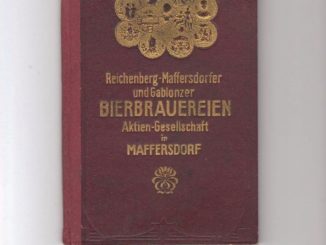 Reichenberg-Maffersdorfer
und Gablonzer
BIERBRAUEREIEN
Aktien-Gesellschaft
in
MAFFERSDORF